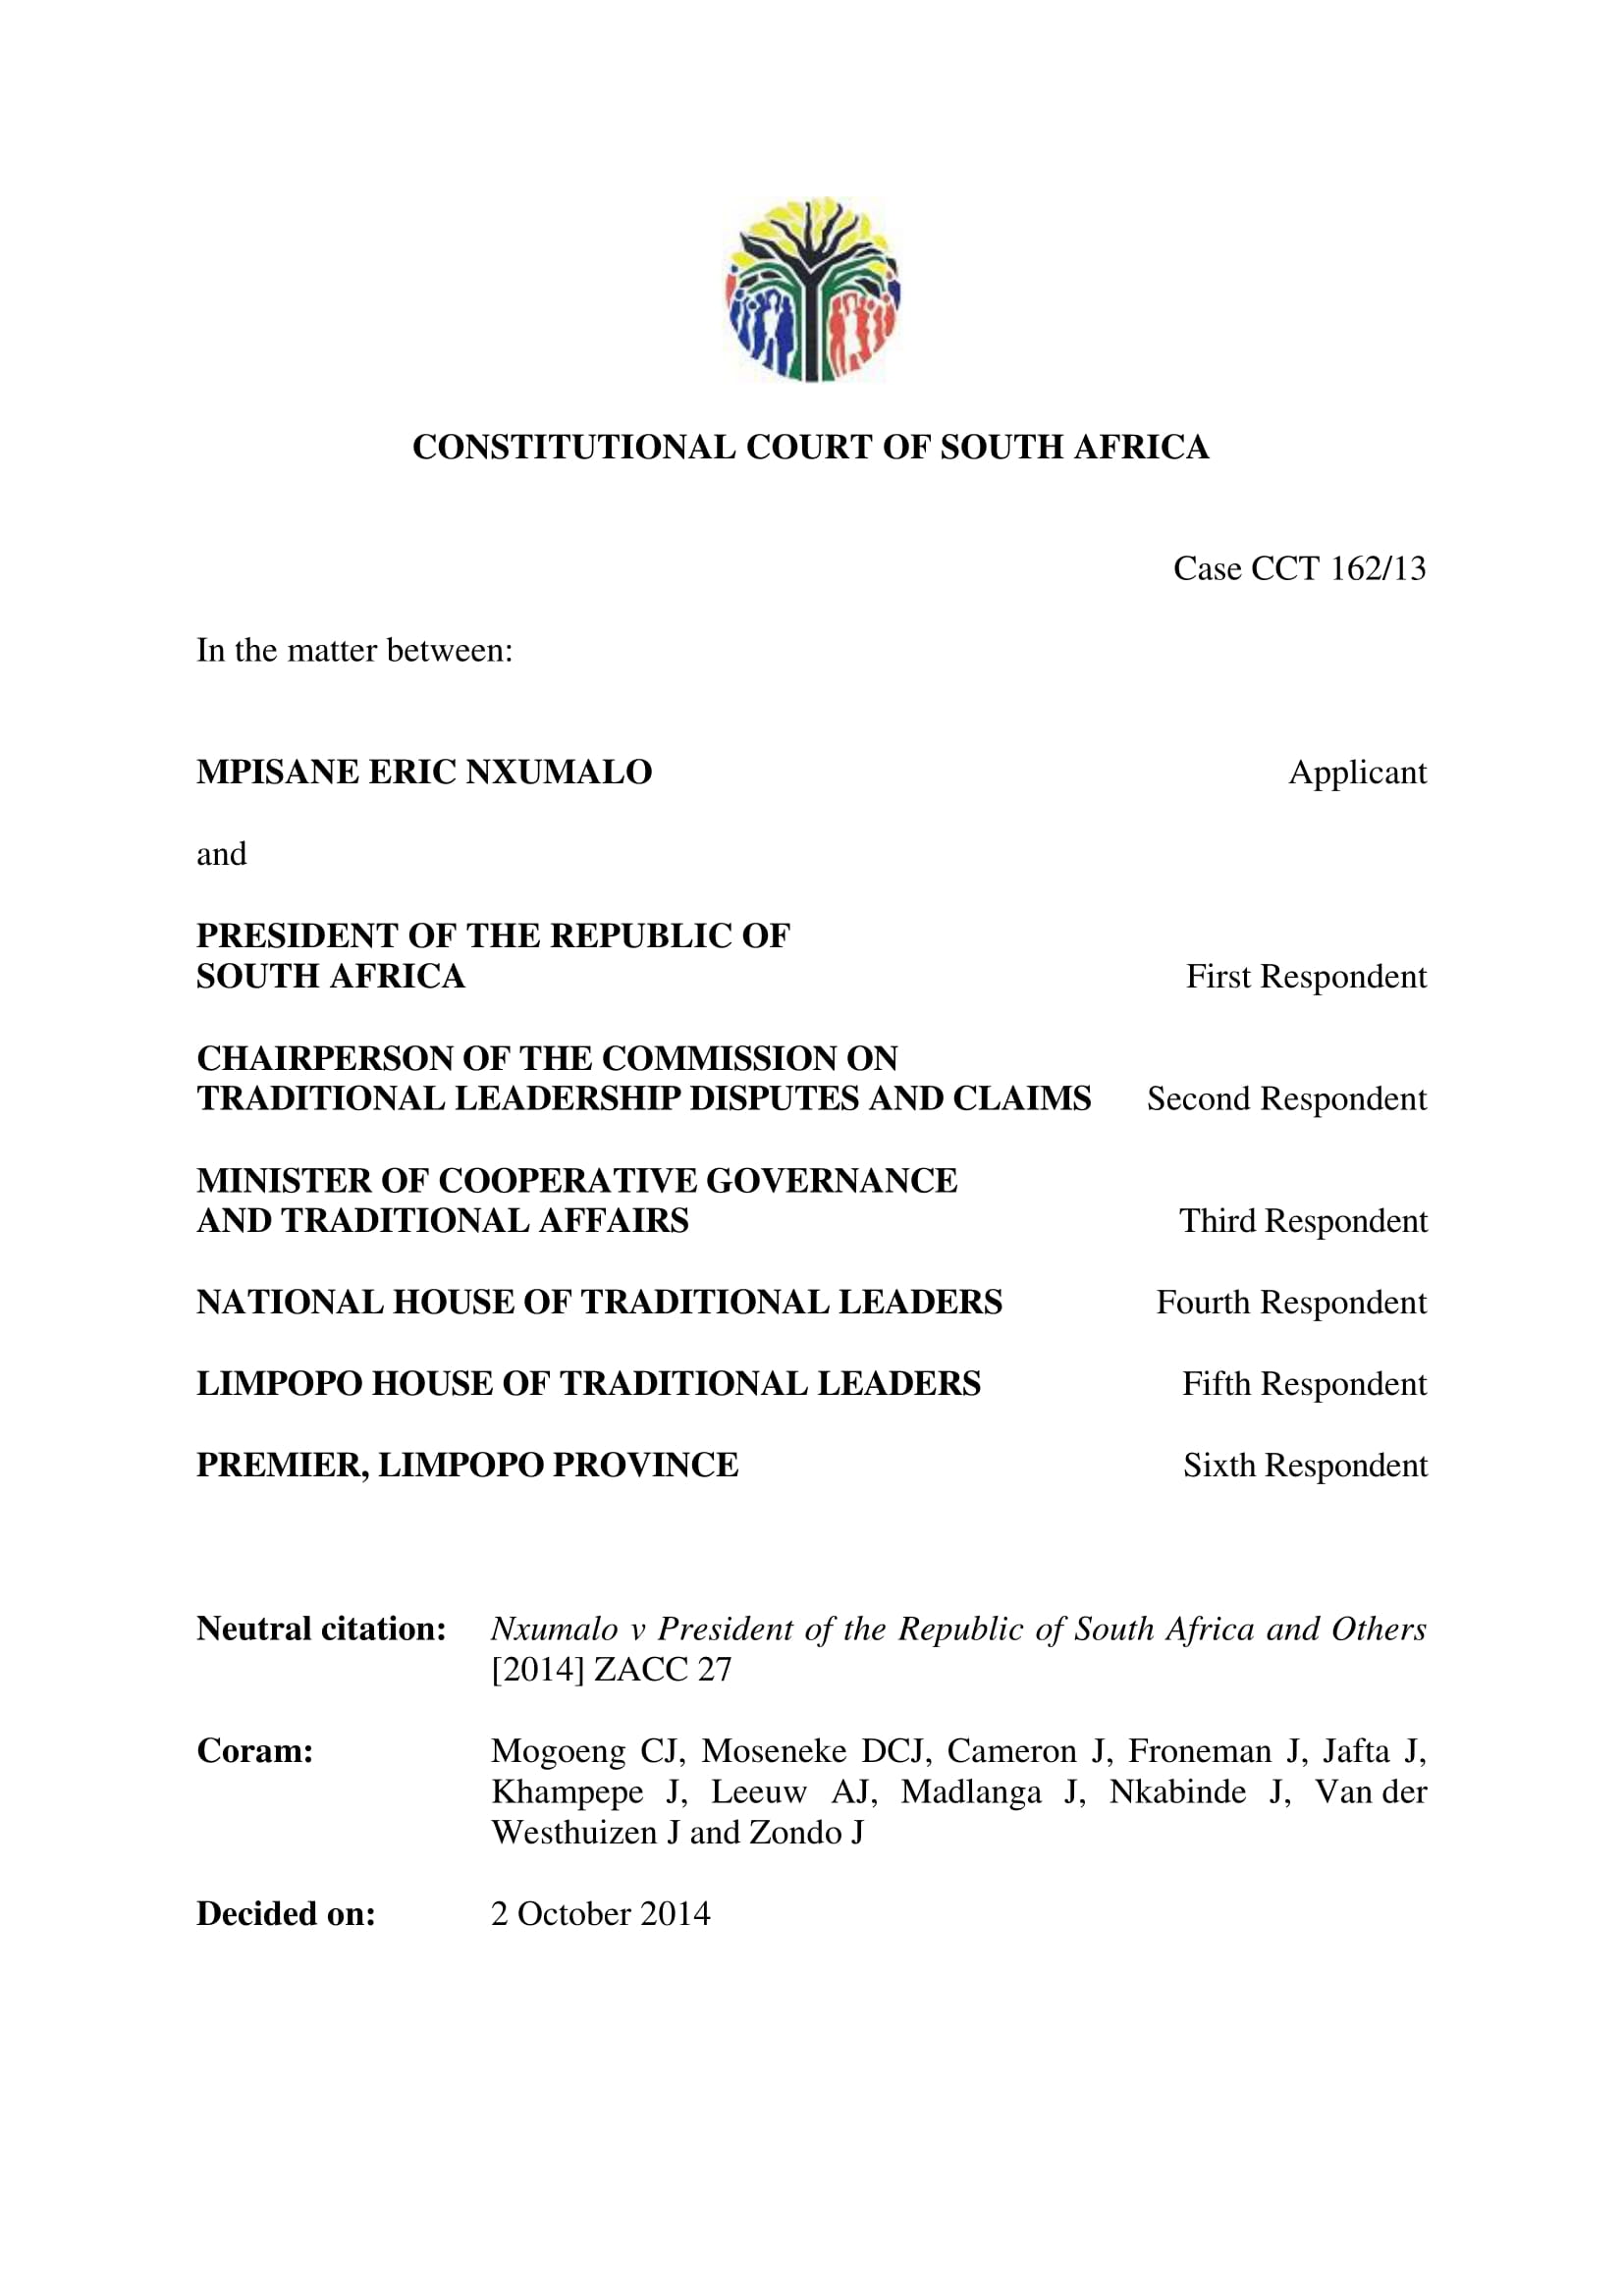 CONSTITUTIONAL COURT OF SOUTH AFRICA
Case CCT 162/13
In the matter between:
MPISANE ERIC NXUMALO Applicant
and
PRESIDENT OF THE REPUBLIC OF
SOUTH AFRICA First Respondent
CHAIRPERSON OF THE COMMISSION ON
TRADITIONAL LEADERSHIP DISPUTES AND CLAIMS Second Respondent
MINISTER OF COOPERATIVE GOVERNANCE
AND TRADITIONAL AFFAIRS Third Respondent
NATIONAL HOUSE OF TRADITIONAL LEADERS Fourth Respondent
LIMPOPO HOUSE OF TRADITIONAL LEADERS Fifth Respondent
PREMIER, LIMPOPO PROVINCE Sixth Respondent
Neutral citation: Nxumalo v President of the Republic of South Africa and Others
[2014] ZACC 27
Coram: Mogoeng CJ, Moseneke DCJ, Cameron J, Froneman J, Jafta J,
Khampepe J, Leeuw AJ, Madlanga J, Nkabinde J, Van der
Westhuizen J and Zondo J
Decided on: 2 October 2014